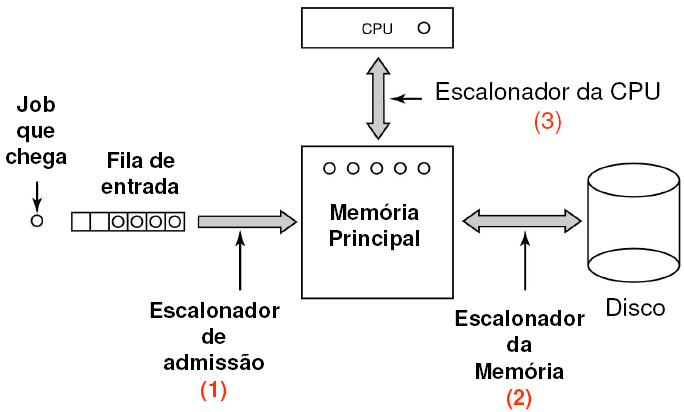 CPU
Escalonador da CPU
(3)
Job
que
chega
Fila de
entrada
Memória
Principal
Escalonador
de
admissão
(1)
Escalonador
da
Memória
(2)
Disco